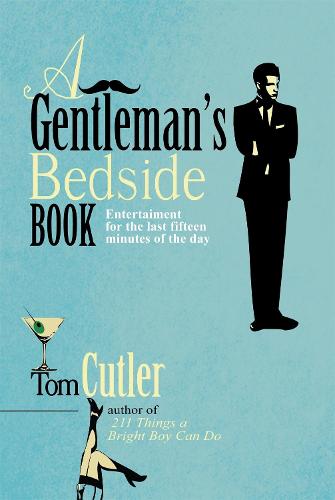 A
Gentleman's
Bedside
BOOK
Entertaiment
for the last fifteen
minutes of the day
Tom Cutler
author of
211 Things a
Bright Boy Can Do